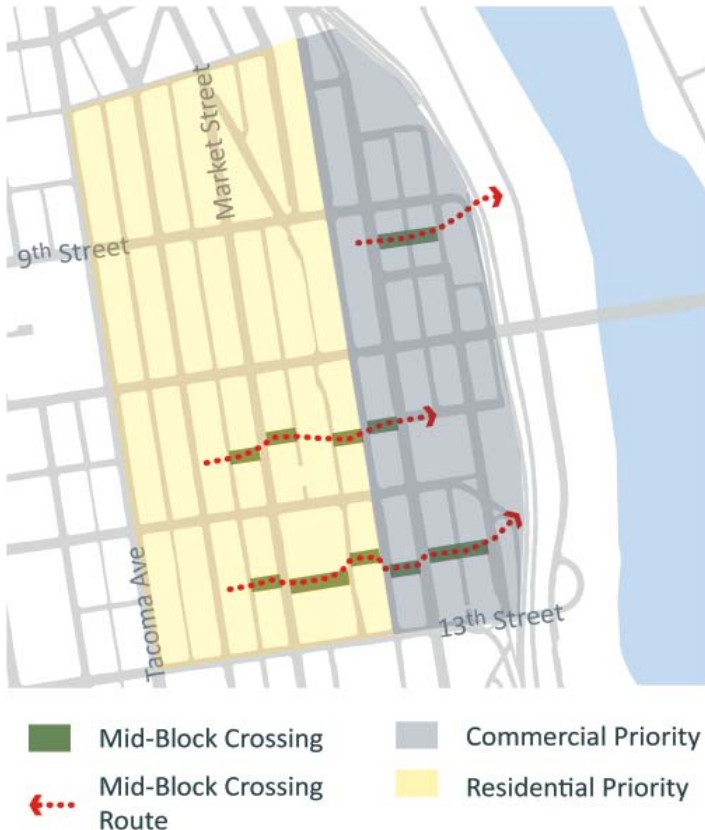 Market Street
9th Street
Tacoma Ave
13th Street
Mid-Block Crossing
Commercial Priority
Mid-Block Crossing
Route
Residential Priority